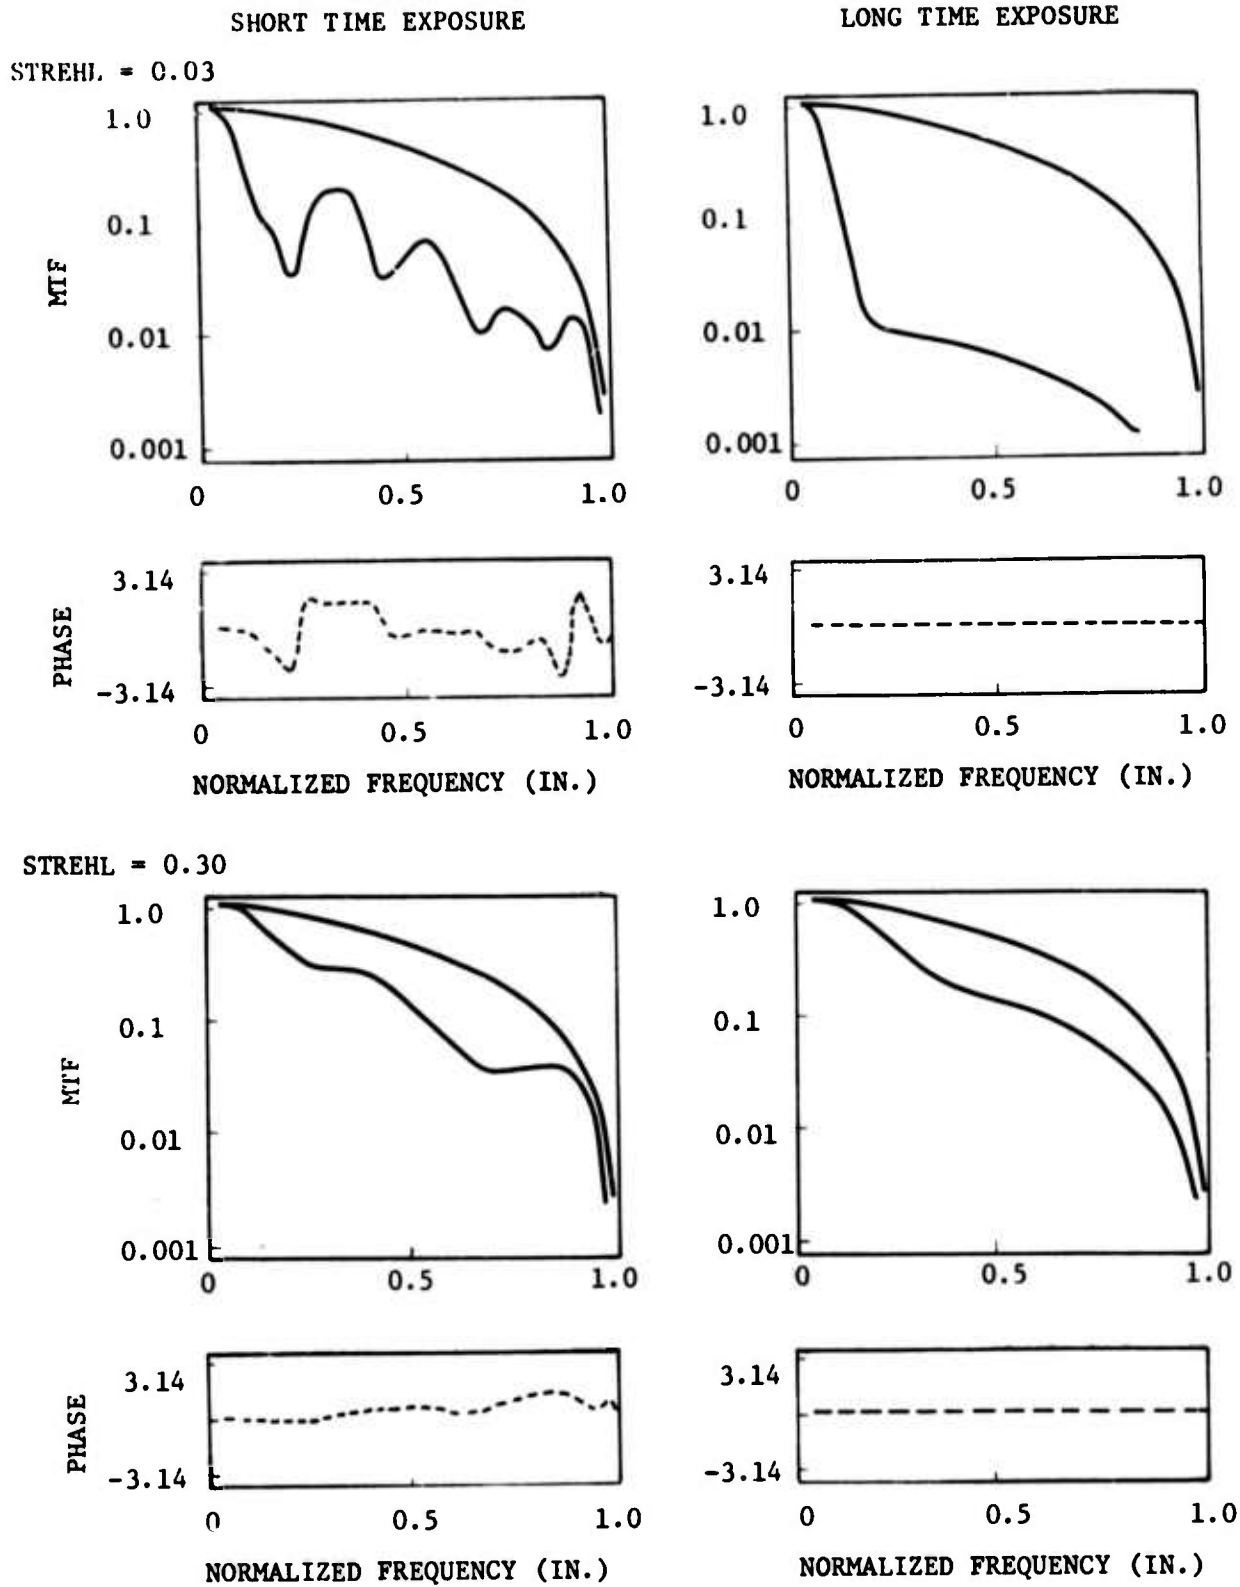 SHORT TIME EXPOSURE
LONG TIME EXPOSURE
STREHL = 0.03
MTF
1.0
0.1
0.01
0.001
0 0.5 1.0
1.0
0.1
0.01
0.001
0 0.5 1.0
PHASE
3.14
-3.14
0 0.5 1.0
NORMALIZED FREQUENCY (IN.)
3.14
-3.14
0 0.5 1.0
NORMALIZED FREQUENCY (IN.)
STREHL = 0.30
MTF
1.0
0.1
0.01
0.001
0 0.5 1.0
1.0
0.1
0.01
0.001
0 0.5 1.0
PHASE
3.14
-3.14
0 0.5 1.0
NORMALIZED FREQUENCY (IN.)
3.14
-3.14
0 0.5 1.0
NORMALIZED FREQUENCY (IN.)